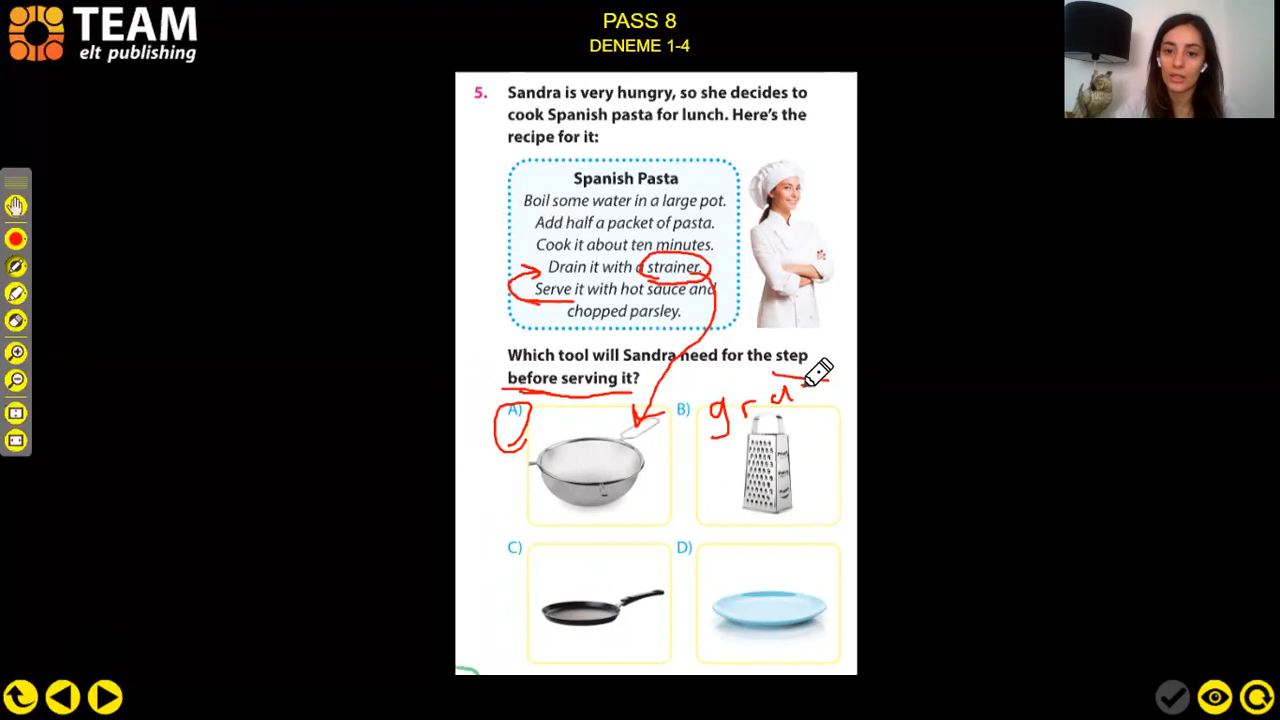 TEAM
elt publishing
PASS 8
DENEME 1-4
5. Sandra is very hungry, so she decides to
cook Spanish pasta for lunch. Here's the
recipe for it:
Spanish Pasta
Boil some water in a large pot.
Add half a packet of pasta.
Cook it about ten minutes.
Drain it with a strainer.
Serve it with hot sauce and
chopped parsley.
Which tool will Sandra need for the step
before serving it?
A)
B)
gra
C)
D)